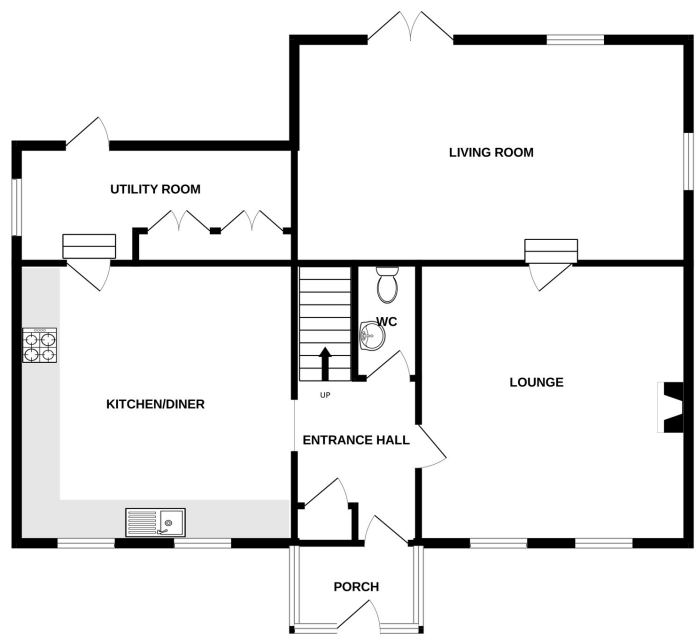 LIVING ROOM
UTILITY ROOM
WC
LOUNGE
UP
KITCHEN/DINER
ENTRANCE HALL
PORCH